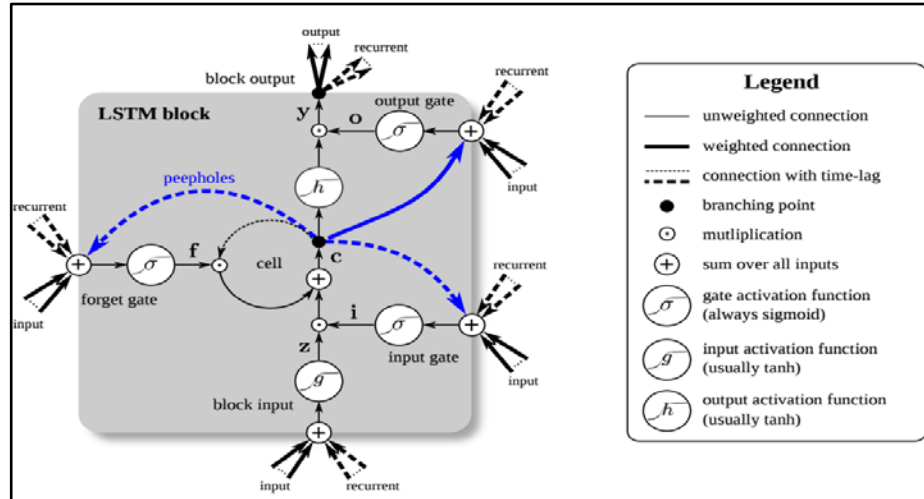 output
recurrent
block output
LSTM block
y
output gate
o
σ
recurrent
input
h
peepholes
recurrent
f
σ
c
cell
forget gate
input
recurrent
i
σ
z
input gate
input
g
block input
input
recurrent
Legend
unweighted connection
weighted connection
connection with time-lag
branching point
mutliplication
sum over all inputs
σ
gate activation function
(always sigmoid)
g
input activation function
(usually tanh)
h
output activation function
(usually tanh)